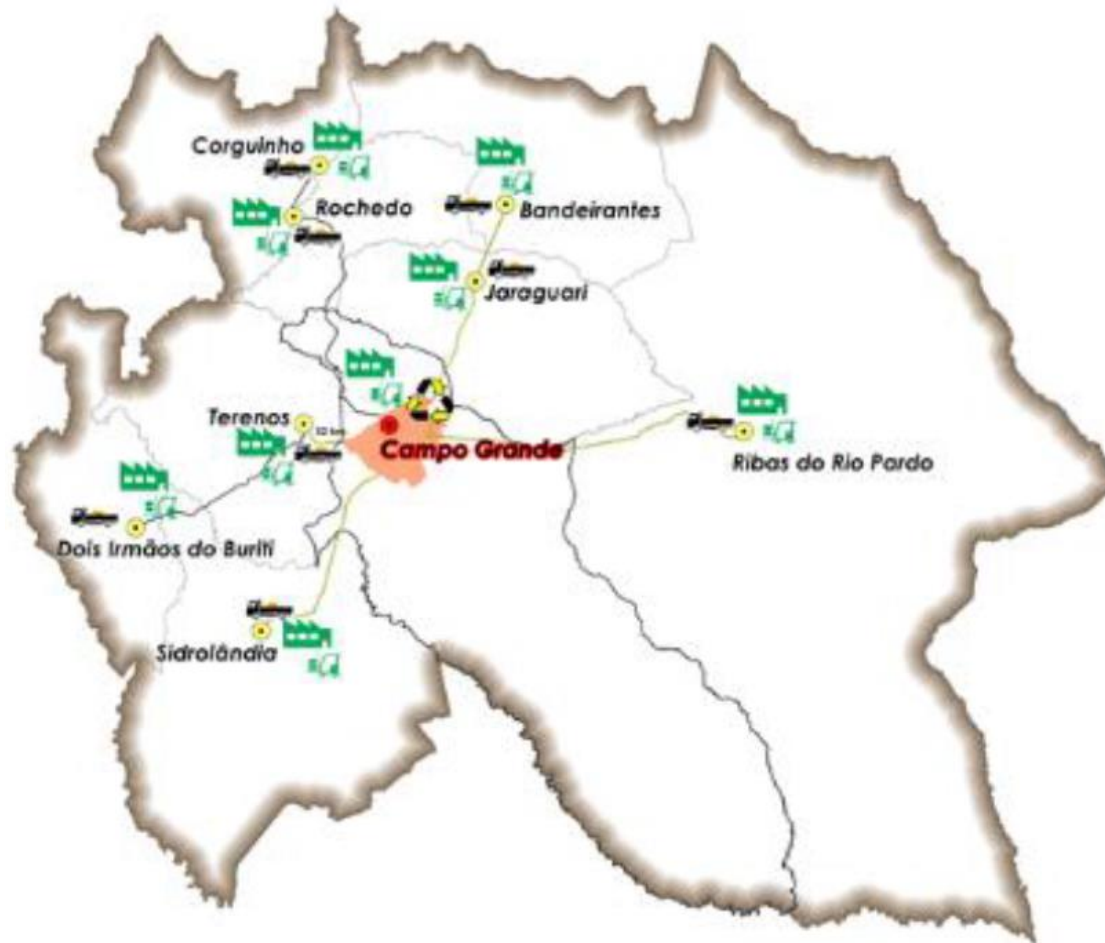 Corguinho
Rochedo
Bandeirantes
Jaraguari
Terenos
Campo Grande
Ribas do Rio Pardo
Dois Irmãos do Buriti
Sidrolândia